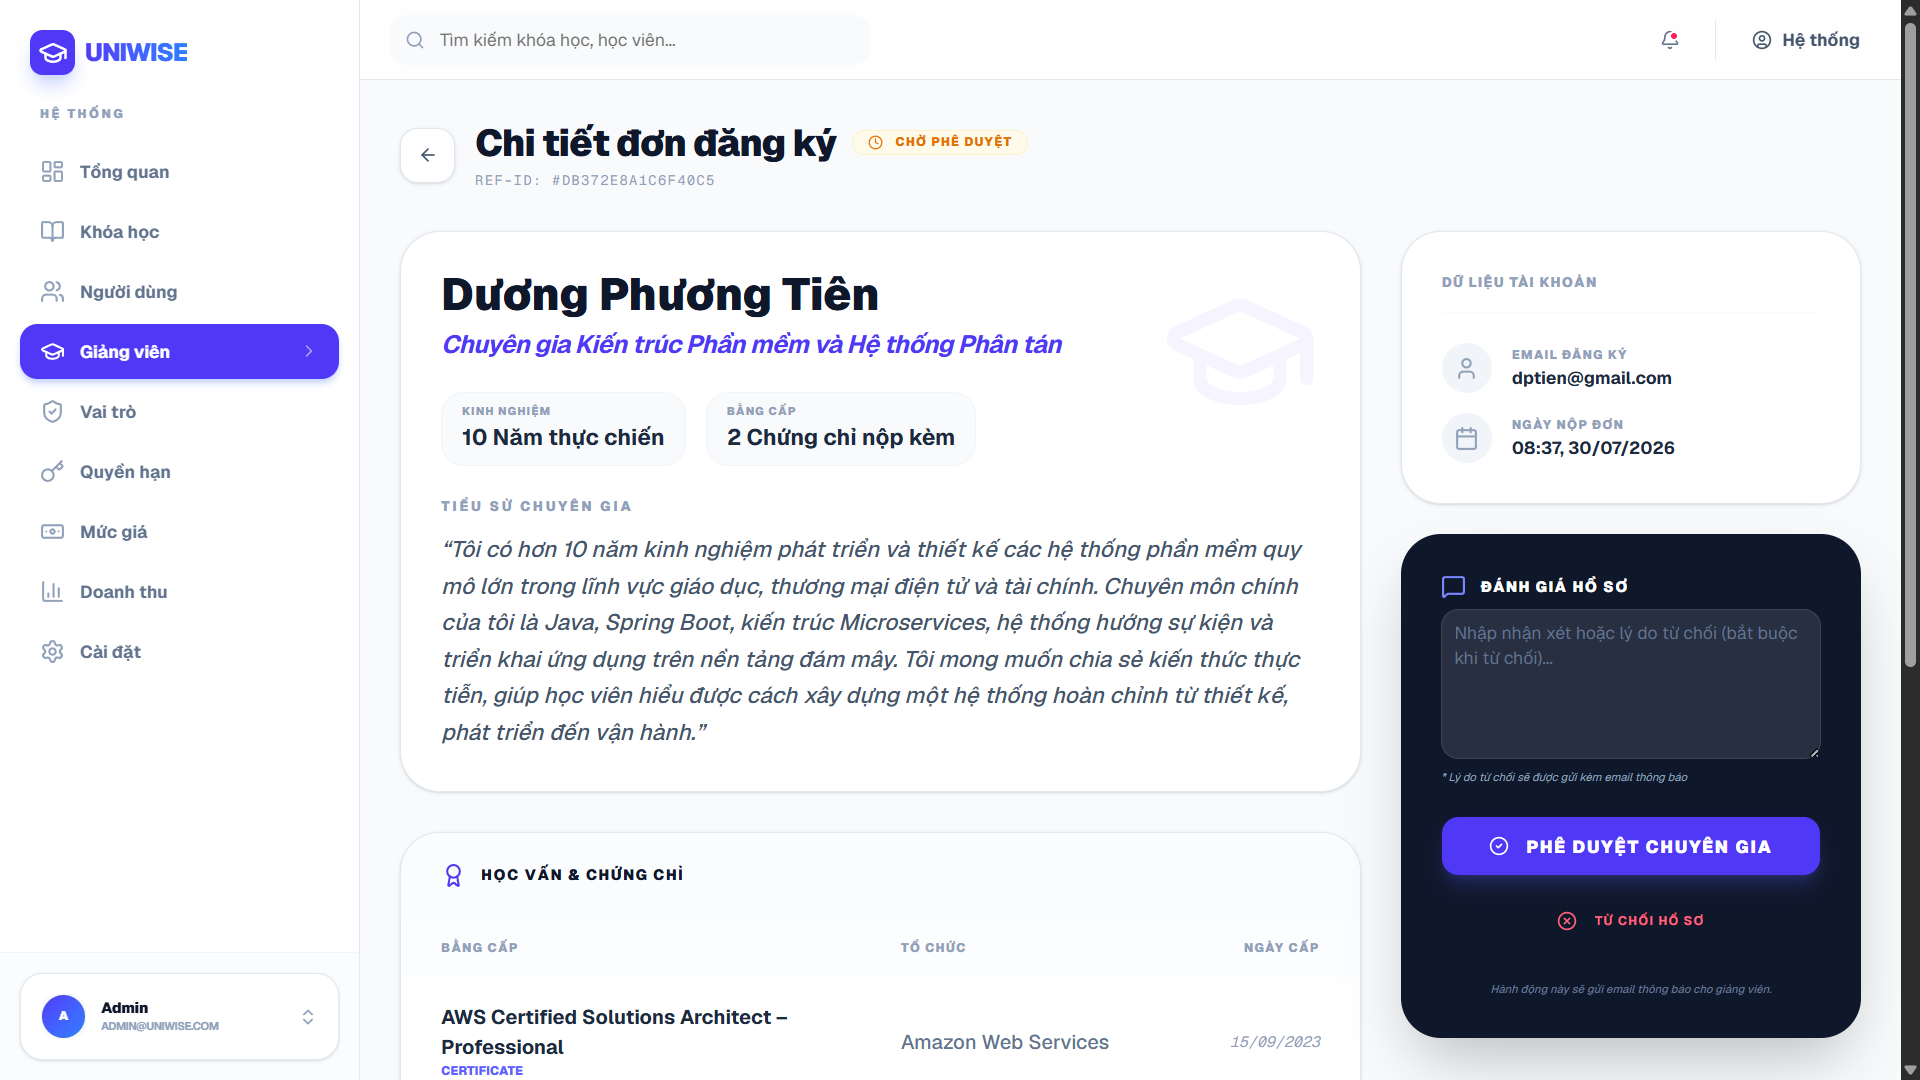 UNIWISE
HỆ THỐNG
Tổng quan
Khóa học
Người dùng
Giảng viên
Vai trò
Quyền hạn
Mức giá
Doanh thu
Cài đặt
A
Admin
ADMIN@UNIWISE.COM
Tìm kiếm khóa học, học viên...
Hệ thống
Chi tiết đơn đăng ký
CHỜ PHÊ DUYỆT
REF-ID: #DB372E8A1C6F40C5
Dương Phương Tiên
Chuyên gia Kiến trúc Phần mềm và Hệ thống Phân tán
KINH NGHIỆM
10 Năm thực chiến
BẰNG CẤP
2 Chứng chỉ nộp kèm
TIỂU SỬ CHUYÊN GIA
“Tôi có hơn 10 năm kinh nghiệm phát triển và thiết kế các hệ thống phần mềm quy
mô lớn trong lĩnh vực giáo dục, thương mại điện tử và tài chính. Chuyên môn chính
của tôi là Java, Spring Boot, kiến trúc Microservices, hệ thống hướng sự kiện và
triển khai ứng dụng trên nền tảng đám mây. Tôi mong muốn chia sẻ kiến thức thực
tiễn, giúp học viên hiểu được cách xây dựng một hệ thống hoàn chỉnh từ thiết kế,
phát triển đến vận hành.”
HỌC VẤN & CHỨNG CHỈ
BẰNG CẤP
TỔ CHỨC
NGÀY CẤP
AWS Certified Solutions Architect –
Professional
CERTIFICATE
Amazon Web Services
15/09/2023
DỮ LIỆU TÀI KHOẢN
EMAIL ĐĂNG KÝ
dptien@gmail.com
NGÀY NỘP ĐƠN
08:37, 30/07/2026
ĐÁNH GIÁ HỒ SƠ
Nhập nhận xét hoặc lý do từ chối (bắt buộc
khi từ chối)...
* Lý do từ chối sẽ được gửi kèm email thông báo
PHÊ DUYỆT CHUYÊN GIA
TỪ CHỐI HỒ SƠ
Hành động này sẽ gửi email thông báo cho giảng viên.